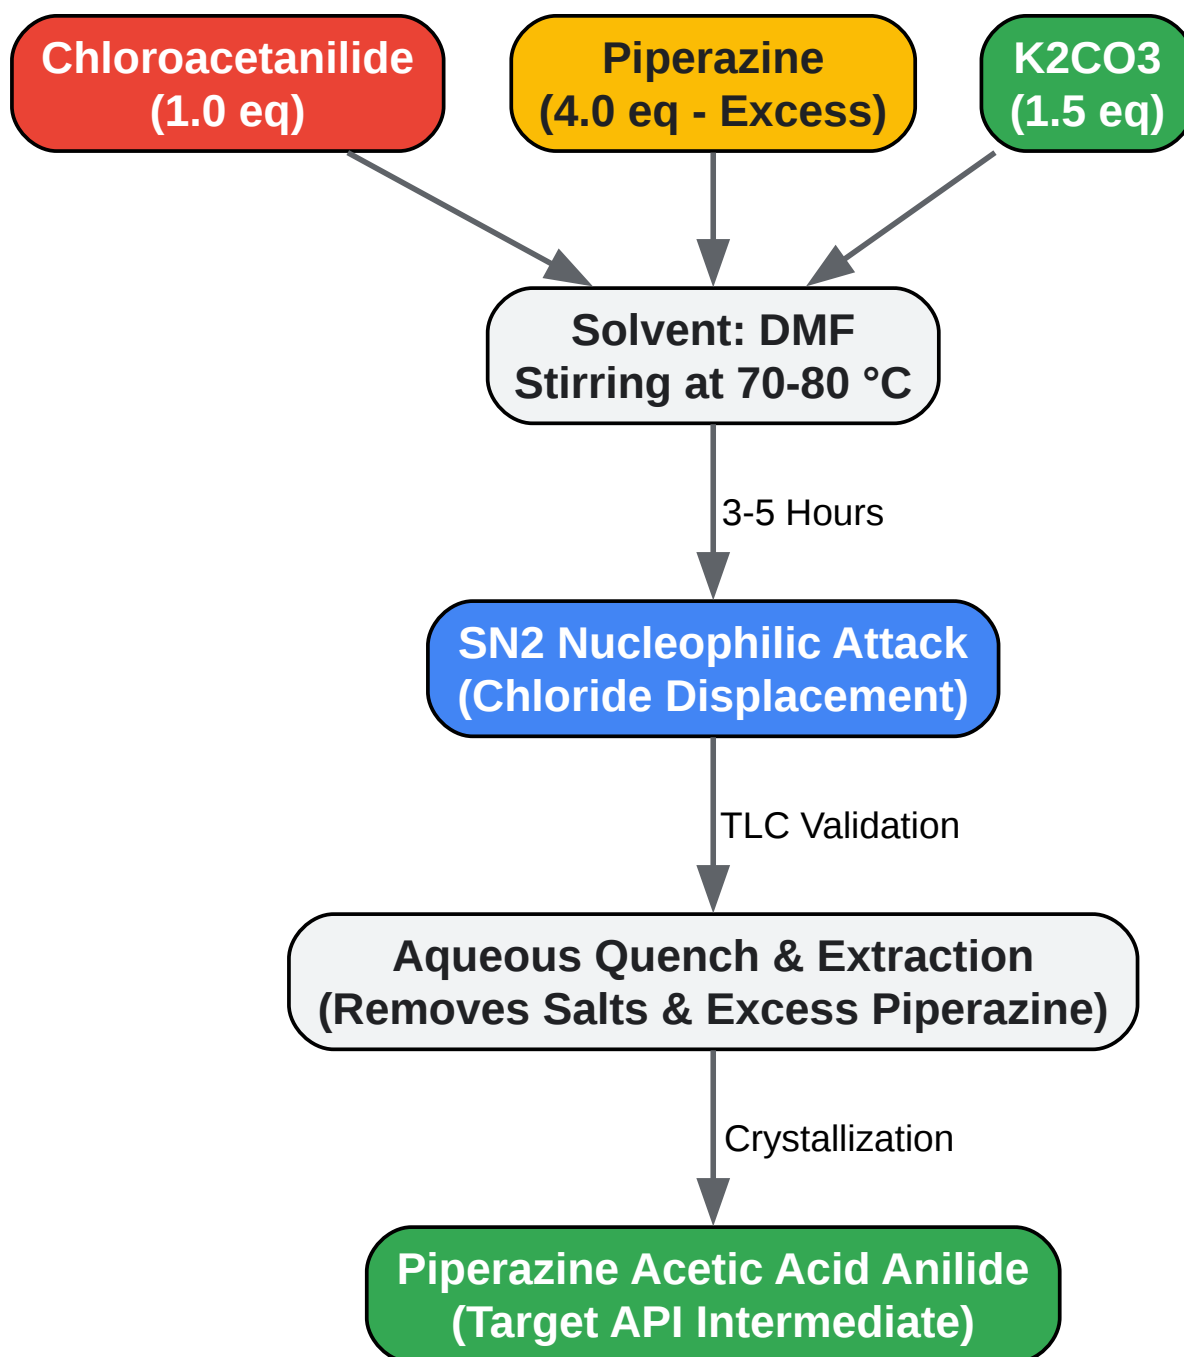 Chloroacetanilide
(1.0 eq)
Piperazine
(4.0 eq - Excess)
K2CO3
(1.5 eq)
Solvent: DMF
Stirring at 70-80 °C
3-5 Hours
SN2 Nucleophilic Attack
(Chloride Displacement)
TLC Validation
Aqueous Quench & Extraction
(Removes Salts & Excess Piperazine)
Crystallization
Piperazine Acetic Acid Anilide
(Target API Intermediate)